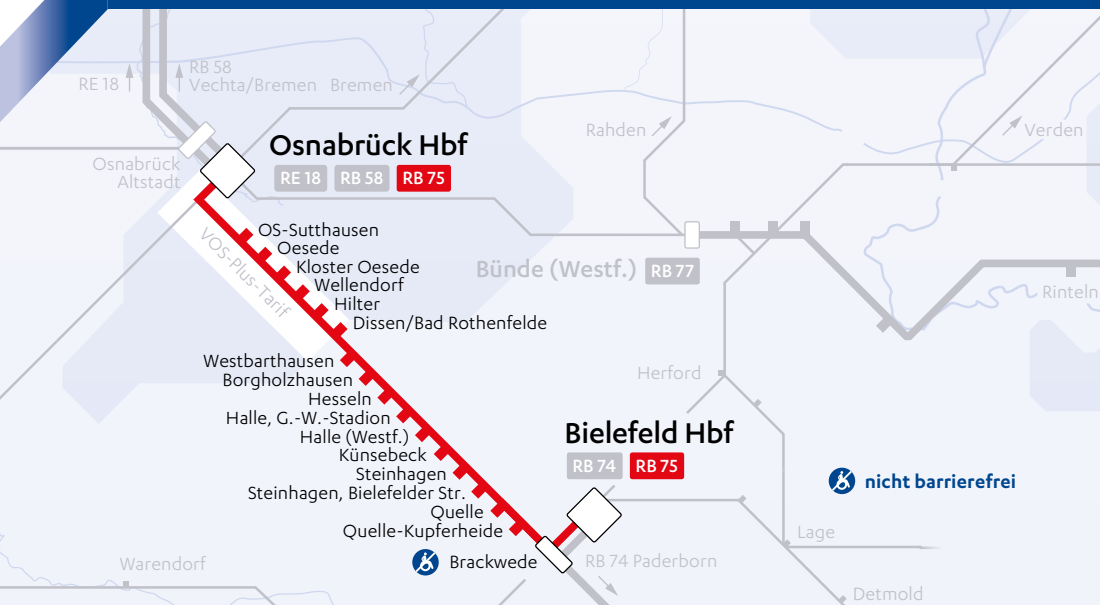 RE 18
RB 58
Vechta/Bremen
Bremen
Rahden
Verden
Osnabrück
Altstadt
Osnabrück Hbf
RE 18
RB 58
RB 75
VOS-Plus-Tarif
OS-Sutthausen
Oesede
Kloster Oesede
Wellendorf
Hilter
Dissen/Bad Rothenfelde
Bünde (Westf.)
RB 77
Rinteln
Westbarthausen
Borgholzhausen
Hesseln
Halle, G.-W.-Stadion
Halle (Westf.)
Künsebeck
Steinhagen
Steinhagen, Bielefelder Str.
Quelle
Quelle-Kupferheide
Brackwede
Herford
Bielefeld Hbf
RB 74
RB 75
nicht barrierefrei
Lage
RB 74 Paderborn
Warendorf
Detmold